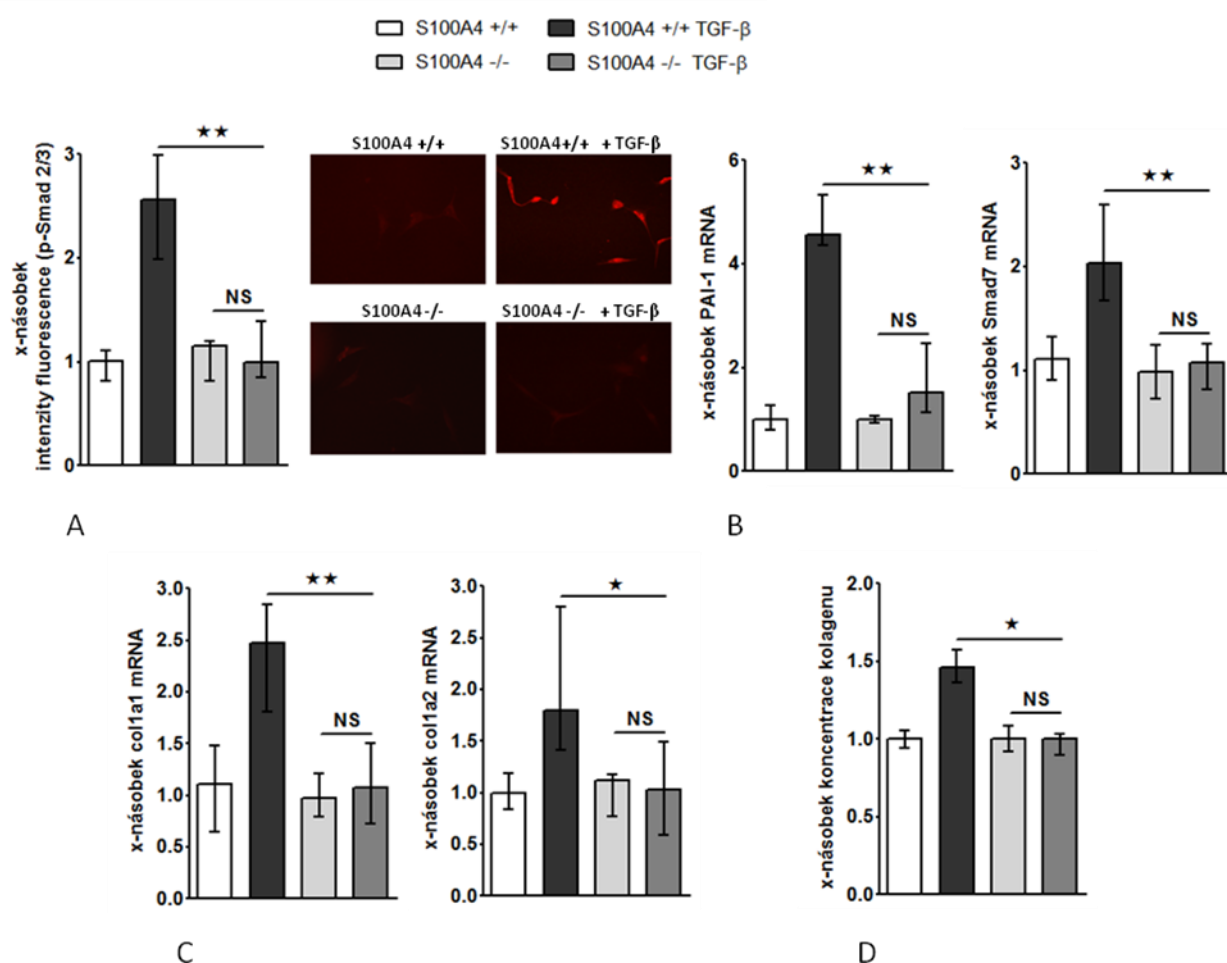 S100A4 +/+
S100A4 +/+ TGF-β
S100A4 -/-
S100A4 -/- TGF-β
x-násobek
intenzity fluorescence (p-Smad 2/3)
3
2
1
0
★★
NS
S100A4 +/+
S100A4+/+ + TGF-β
S100A4 -/-
S100A4 -/- + TGF-β
A
x-násobek PAI-1 mRNA
6
4
2
0
★★
NS
x-násobek Smad7 mRNA
3
2
1
0
★★
NS
B
x-násobek col1a1 mRNA
3.0
2.5
2.0
1.5
1.0
0.5
0.0
★★
NS
x-násobek col1a2 mRNA
3.0
2.5
2.0
1.5
1.0
0.5
0.0
★
NS
C
x-násobek koncentrace kolagenu
2.0
1.5
1.0
0.5
0.0
★
NS
D